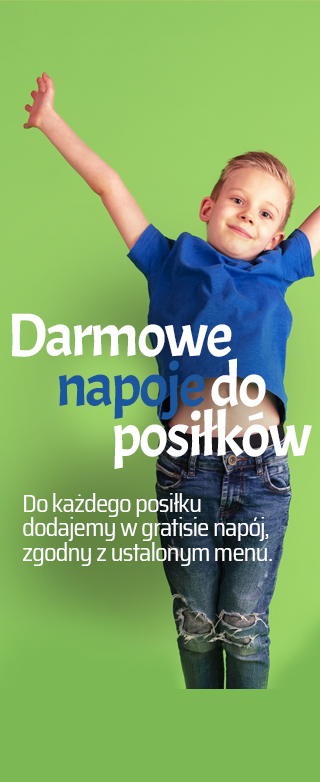 Darmowe
napoje do
posiłków
Do każdego posiłku
dodajemy w gratisie napój,
zgodny z ustalonym menu.